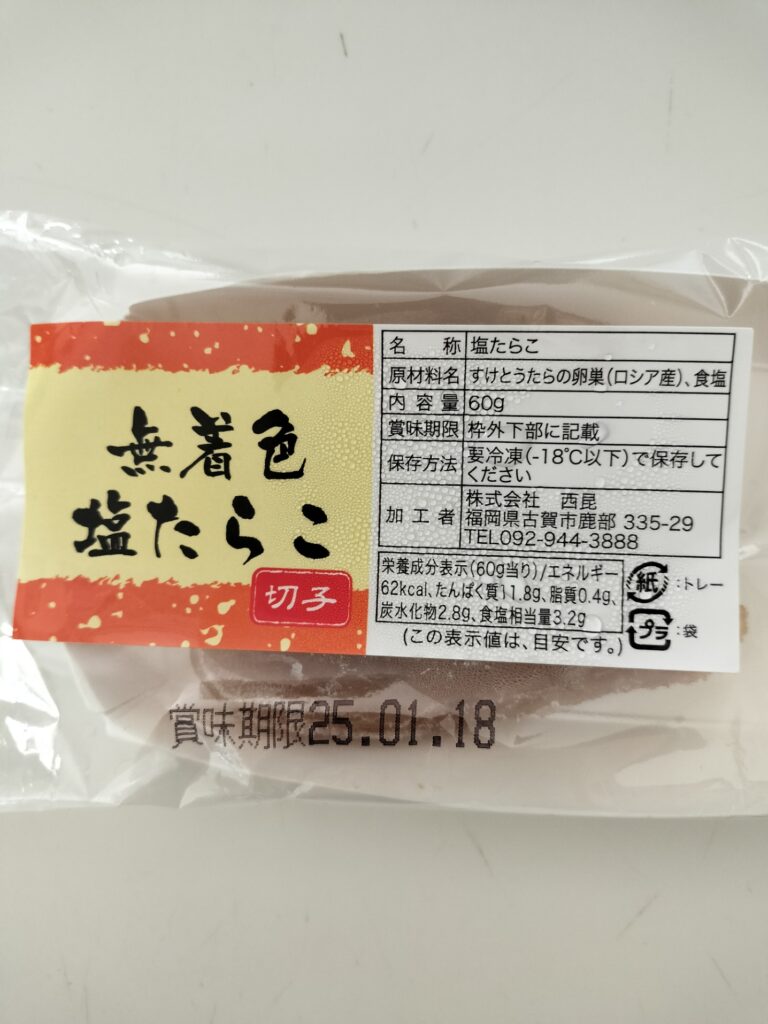 無着色
塩たらこ
切子
名称 塩たらこ
原材料名 すけとうたらの卵巣(ロシア産)、食塩
内容量 60g
賞味期限 枠外下部に記載
保存方法 要冷凍(-18℃以下)で保存して
ください
加工者 株式会社 西昆
福岡県古賀市鹿部 335-29
TEL092-944-3888
栄養成分表示(60g当り)/エネルギー
62kcal、たんぱく質11.8g、脂質0.4g、
炭水化物2.8g、食塩相当量3.2g
(この表示値は、目安です。)
紙:トレー
プラ:袋
賞味期限25.01.18